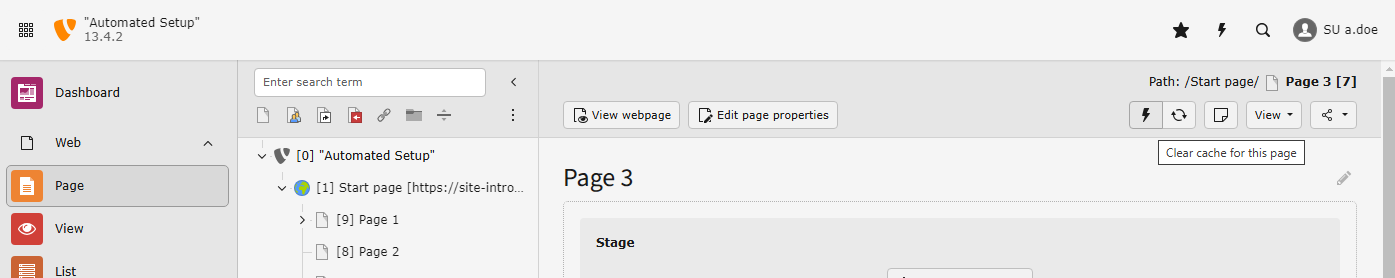 "Automated Setup"
13.4.2
SU a.doe
Dashboard
Web
Page
View
List
Enter search term
[0] "Automated Setup"
[1] Start page [https://site-intro...
[9] Page 1
[8] Page 2
Path: /Start page/ Page 3 [7]
View webpage
Edit page properties
View
Clear cache for this page
Page 3
Stage